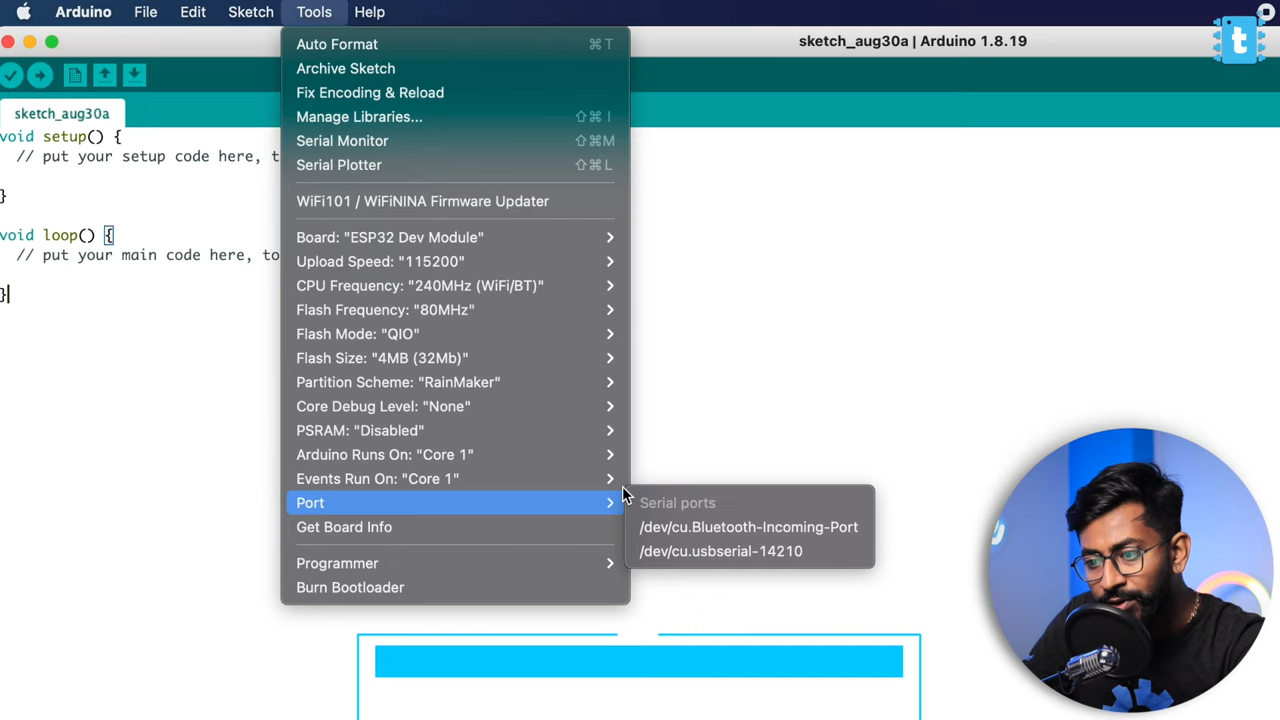 Arduino File Edit Sketch Tools Help
sketch_aug30a | Arduino 1.8.19
t
Auto Format ⌘T
Archive Sketch
Fix Encoding & Reload
Manage Libraries... ⇧⌘I
Serial Monitor ⇧⌘M
Serial Plotter ⇧⌘L
WiFi101 / WiFiNINA Firmware Updater
Board: "ESP32 Dev Module"
Upload Speed: "115200"
CPU Frequency: "240MHz (WiFi/BT)"
Flash Frequency: "80MHz"
Flash Mode: "QIO"
Flash Size: "4MB (32Mb)"
Partition Scheme: "RainMaker"
Core Debug Level: "None"
PSRAM: "Disabled"
Arduino Runs On: "Core 1"
Events Run On: "Core 1"
Port
Get Board Info
Programmer
Burn Bootloader
Serial ports
/dev/cu.Bluetooth-Incoming-Port
/dev/cu.usbserial-14210
sketch_aug30a
void setup() {
// put your setup code here, t
}
void loop() {
// put your main code here, to
}